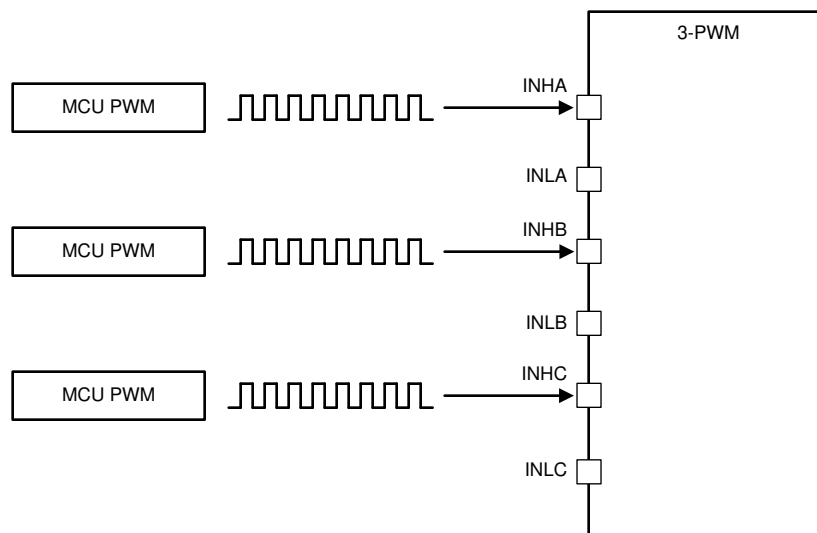 3-PWM
INHA
MCU PWM
INLA
INHB
MCU PWM
INLB
INHC
MCU PWM
INLC